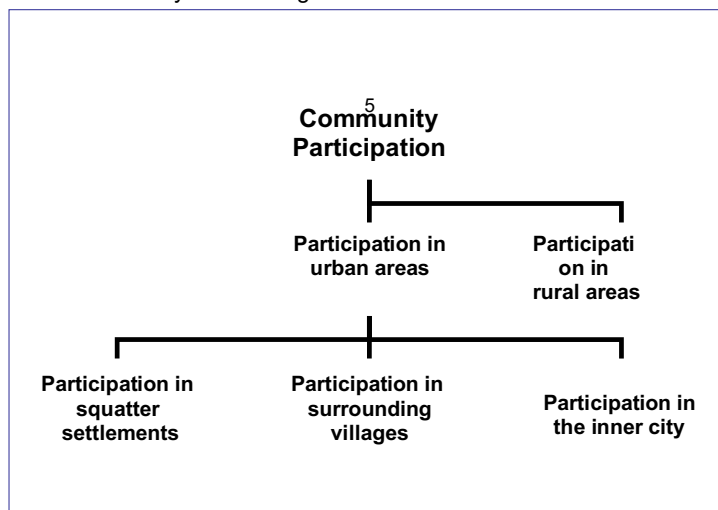 5
Community
Participation
Participation in
urban areas
Participati
on in
rural areas
Participation in
squatter
settlements
Participation in
surrounding
villages
Participation in
the inner city